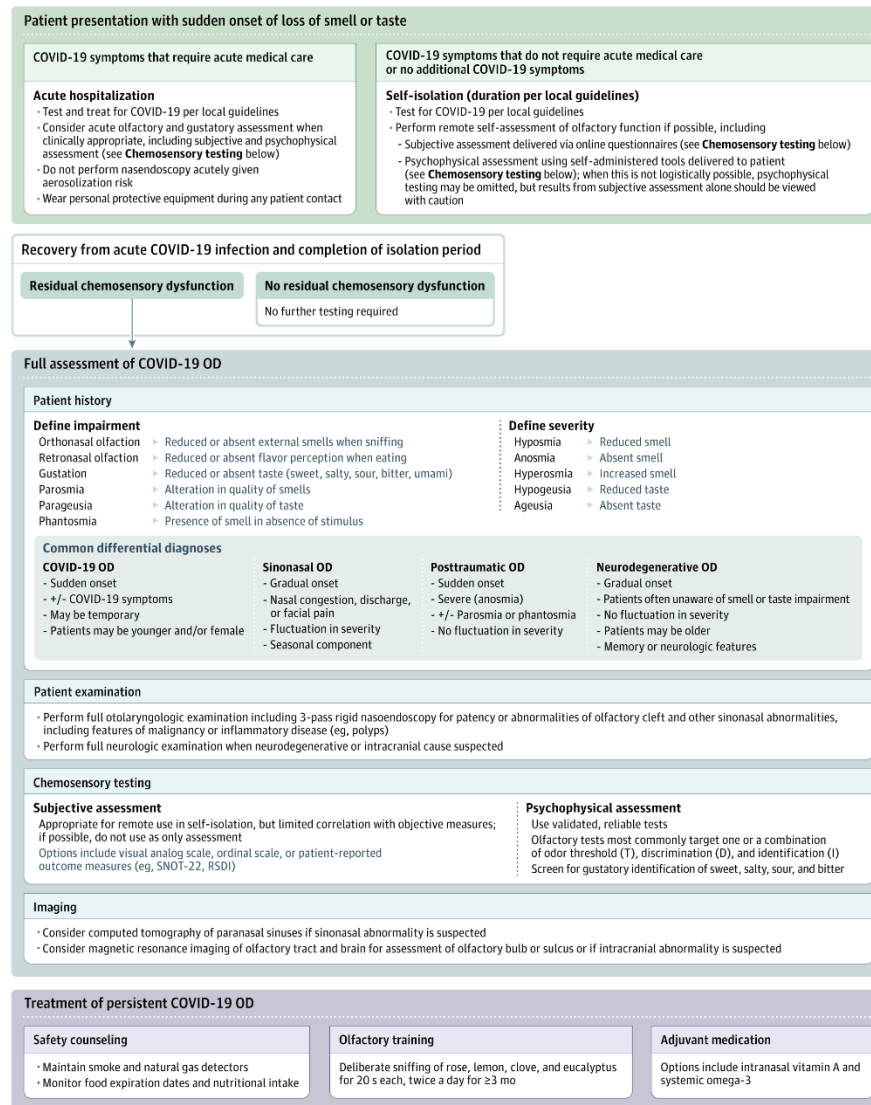 Patient presentation with sudden onset of loss of smell or taste
COVID-19 symptoms that require acute medical care
Acute hospitalization
· Test and treat for COVID-19 per local guidelines
· Consider acute olfactory and gustatory assessment when
clinically appropriate, including subjective and psychophysical
assessment (see Chemosensory testing below)
· Do not perform nasendoscopy acutely given
aerosolization risk
· Wear personal protective equipment during any patient contact
COVID-19 symptoms that do not require acute medical care
or no additional COVID-19 symptoms
Self-isolation (duration per local guidelines)
· Test for COVID-19 per local guidelines
· Perform remote self-assessment of olfactory function if possible, including
- Subjective assessment delivered via online questionnaires (see Chemosensory testing below)
- Psychophysical assessment using self-administered tools delivered to patient
(see Chemosensory testing below); when this is not logistically possible, psychophysical
testing may be omitted, but results from subjective assessment alone should be viewed
with caution
Recovery from acute COVID-19 infection and completion of isolation period
Residual chemosensory dysfunction
No residual chemosensory dysfunction
No further testing required
Full assessment of COVID-19 OD
Patient history
Define impairment
Orthonasal olfaction ▸ Reduced or absent external smells when sniffing
Retronasal olfaction ▸ Reduced or absent flavor perception when eating
Gustation ▸ Reduced or absent taste (sweet, salty, sour, bitter, umami)
Parosmia ▸ Alteration in quality of smells
Parageusia ▸ Alteration in quality of taste
Phantosmia ▸ Presence of smell in absence of stimulus
Define severity
Hyposmia ▸ Reduced smell
Anosmia ▸ Absent smell
Hyperosmia ▸ Increased smell
Hypogeusia ▸ Reduced taste
Ageusia ▸ Absent taste
Common differential diagnoses
COVID-19 OD
- Sudden onset
- +/- COVID-19 symptoms
- May be temporary
- Patients may be younger and/or female
Sinonasal OD
- Gradual onset
- Nasal congestion, discharge,
or facial pain
- Fluctuation in severity
- Seasonal component
Posttraumatic OD
- Sudden onset
- Severe (anosmia)
- +/- Parosmia or phantosmia
- No fluctuation in severity
Neurodegenerative OD
- Gradual onset
- Patients often unaware of smell or taste impairment
- No fluctuation in severity
- Patients may be older
- Memory or neurologic features
Patient examination
· Perform full otolaryngologic examination including 3-pass rigid nasoendoscopy for patency or abnormalities of olfactory cleft and other sinonasal abnormalities,
including features of malignancy or inflammatory disease (eg, polyps)
· Perform full neurologic examination when neurodegenerative or intracranial cause suspected
Chemosensory testing
Subjective assessment
Appropriate for remote use in self-isolation, but limited correlation with objective measures;
if possible, do not use as only assessment
Options include visual analog scale, ordinal scale, or patient-reported
outcome measures (eg, SNOT-22, RSDI)
Psychophysical assessment
Use validated, reliable tests
Olfactory tests most commonly target one or a combination
of odor threshold (T), discrimination (D), and identification (I)
Screen for gustatory identification of sweet, salty, sour, and bitter
Imaging
· Consider computed tomography of paranasal sinuses if sinonasal abnormality is suspected
· Consider magnetic resonance imaging of olfactory tract and brain for assessment of olfactory bulb or sulcus or if intracranial abnormality is suspected
Treatment of persistent COVID-19 OD
Safety counseling
· Maintain smoke and natural gas detectors
· Monitor food expiration dates and nutritional intake
Olfactory training
Deliberate sniffing of rose, lemon, clove, and eucalyptus
for 20 s each, twice a day for ≥3 mo
Adjuvant medication
Options include intranasal vitamin A and
systemic omega-3